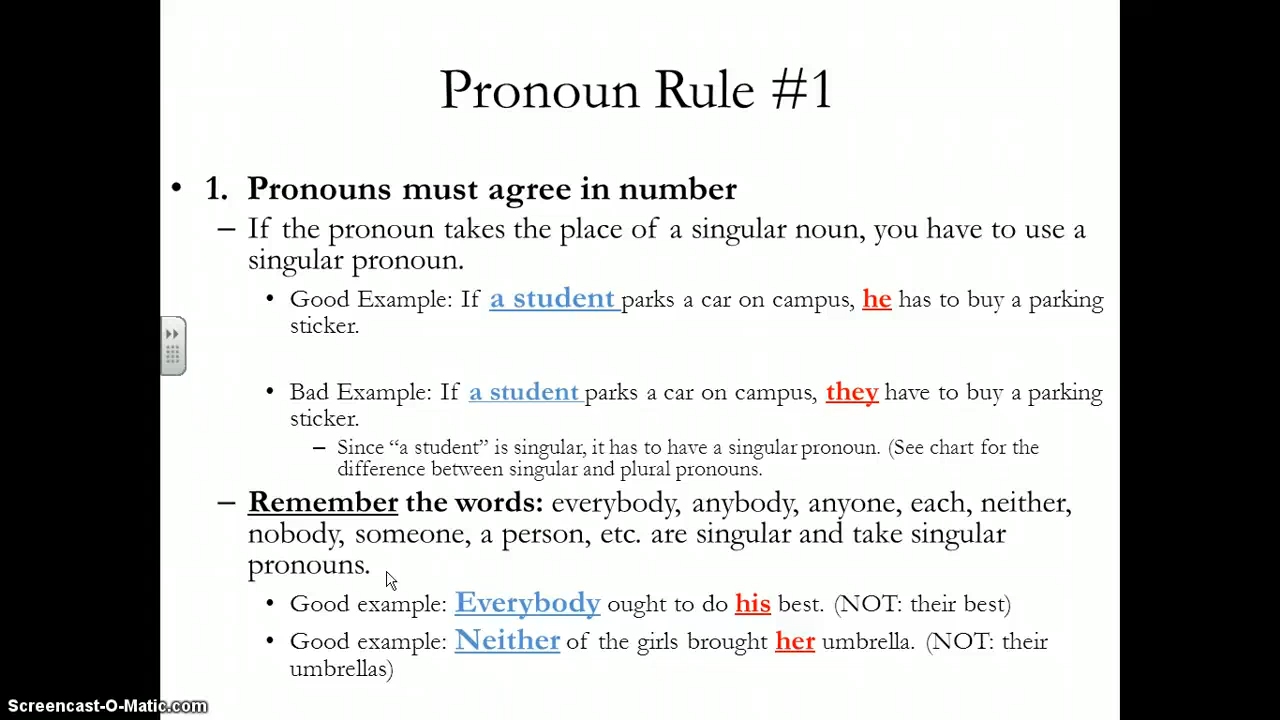 Pronoun Rule #1
• 1. Pronouns must agree in number
– If the pronoun takes the place of a singular noun, you have to use a
singular pronoun.
• Good Example: If a student parks a car on campus, he has to buy a parking
sticker.
• Bad Example: If a student parks a car on campus, they have to buy a parking
sticker.
– Since “a student” is singular, it has to have a singular pronoun. (See chart for the
difference between singular and plural pronouns.
– Remember the words: everybody, anybody, anyone, each, neither,
nobody, someone, a person, etc. are singular and take singular
pronouns.
• Good example: Everybody ought to do his best. (NOT: their best)
• Good example: Neither of the girls brought her umbrella. (NOT: their
umbrellas)
Screencast-O-Matic.com